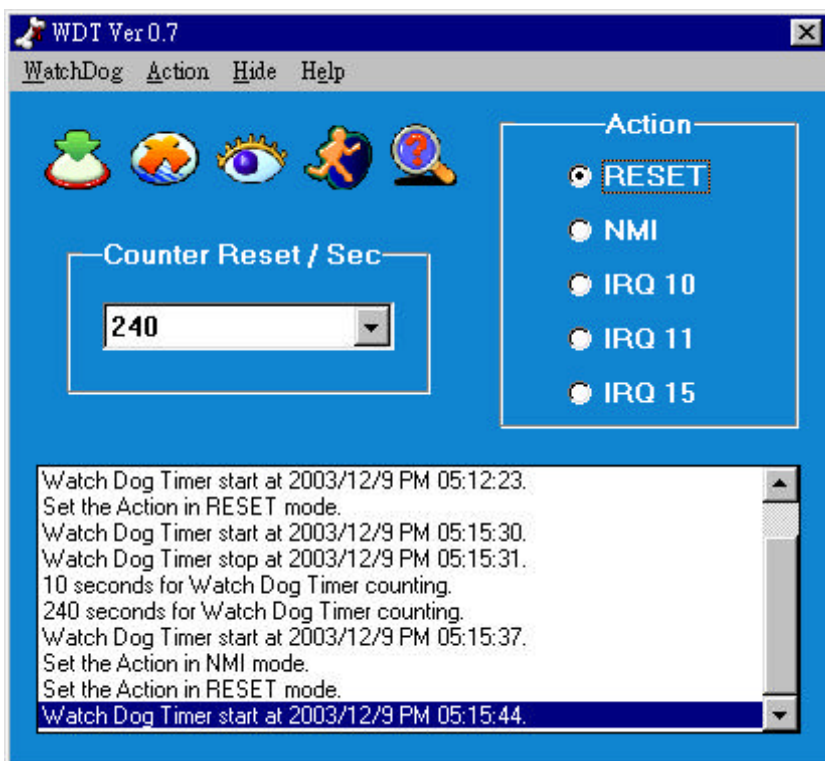 WDT Ver 0.7
WatchDog Action Hide Help
Action
RESET
NMI
IRQ 10
IRQ 11
IRQ 15
Counter Reset / Sec
240
Watch Dog Timer start at 2003/12/9 PM 05:12:23.
Set the Action in RESET mode.
Watch Dog Timer start at 2003/12/9 PM 05:15:30.
Watch Dog Timer stop at 2003/12/9 PM 05:15:31.
10 seconds for Watch Dog Timer counting.
240 seconds for Watch Dog Timer counting.
Watch Dog Timer start at 2003/12/9 PM 05:15:37.
Set the Action in NMI mode.
Set the Action in RESET mode.
Watch Dog Timer start at 2003/12/9 PM 05:15:44.